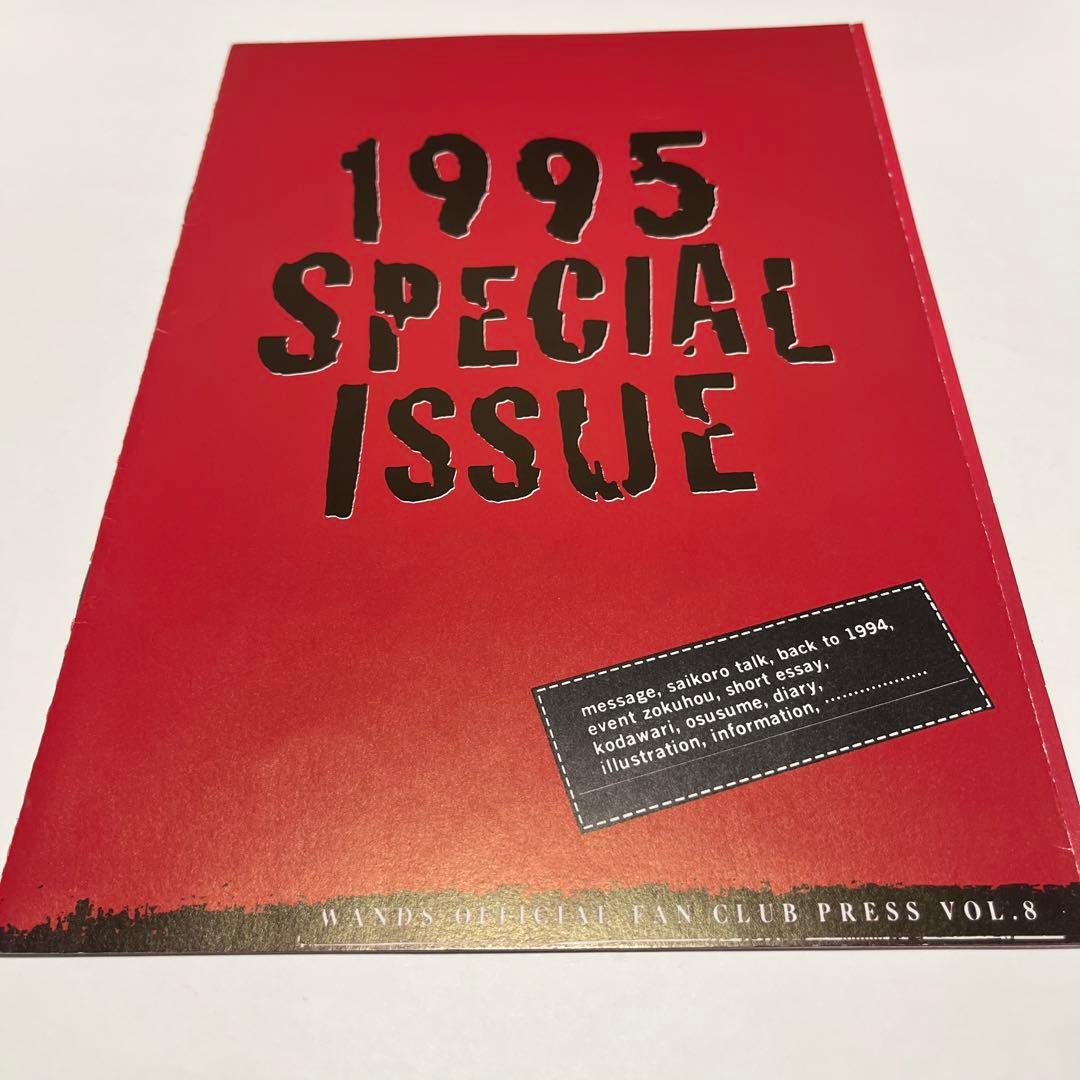 1995
SPECIAL
ISSUE
message, saikoro talk, back to 1994,
event zokuhou, short essay,
kodawari, osusume, diary,
illustration, information, ...................
WANDS OFFICIAL FAN CLUB PRESS VOL.8